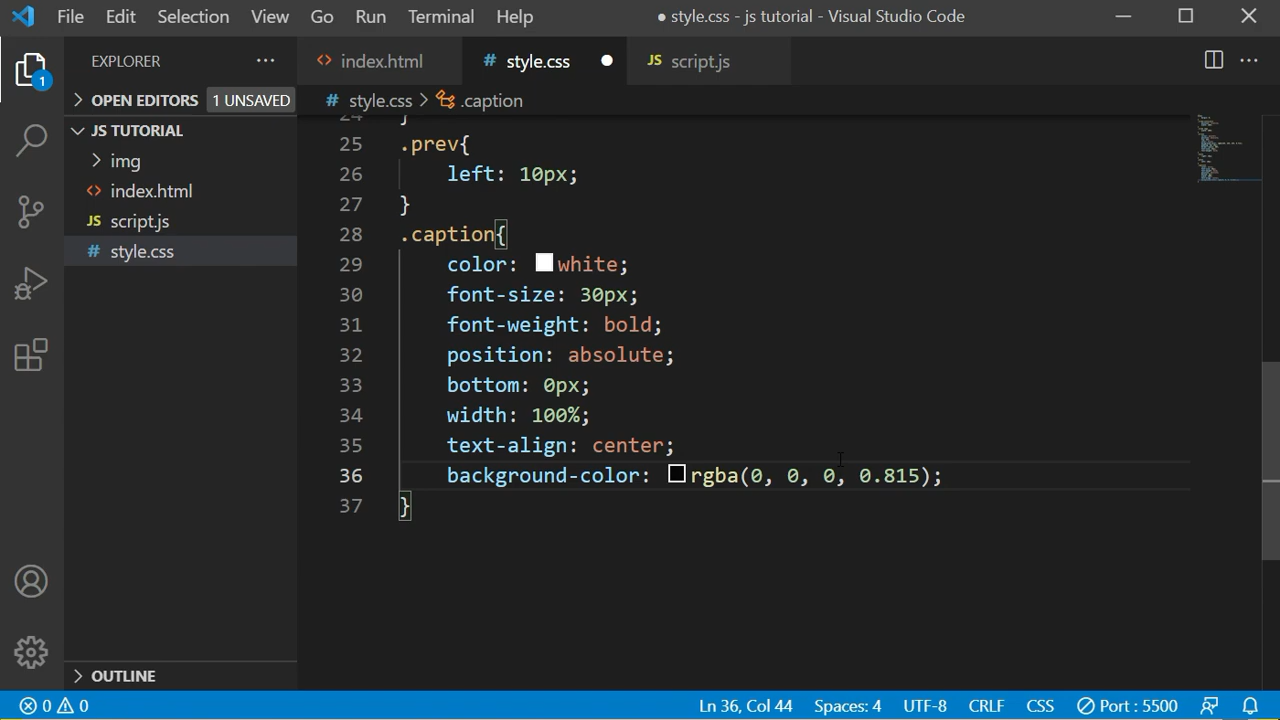 File Edit Selection View Go Run Terminal Help ● style.css - js tutorial - Visual Studio Code
EXPLORER ···
<> index.html # style.css ● JS script.js ···
OPEN EDITORS 1 UNSAVED
# style.css > .caption
JS TUTORIAL
img
<> index.html
JS script.js
# style.css
24 }
25 .prev{
26 left: 10px;
27 }
28 .caption{
29 color: white;
30 font-size: 30px;
31 font-weight: bold;
32 position: absolute;
33 bottom: 0px;
34 width: 100%;
35 text-align: center;
36 background-color: rgba(0, 0, 0, 0.815);
37 }
1
OUTLINE
0 0 Ln 36, Col 44 Spaces: 4 UTF-8 CRLF CSS Port : 5500